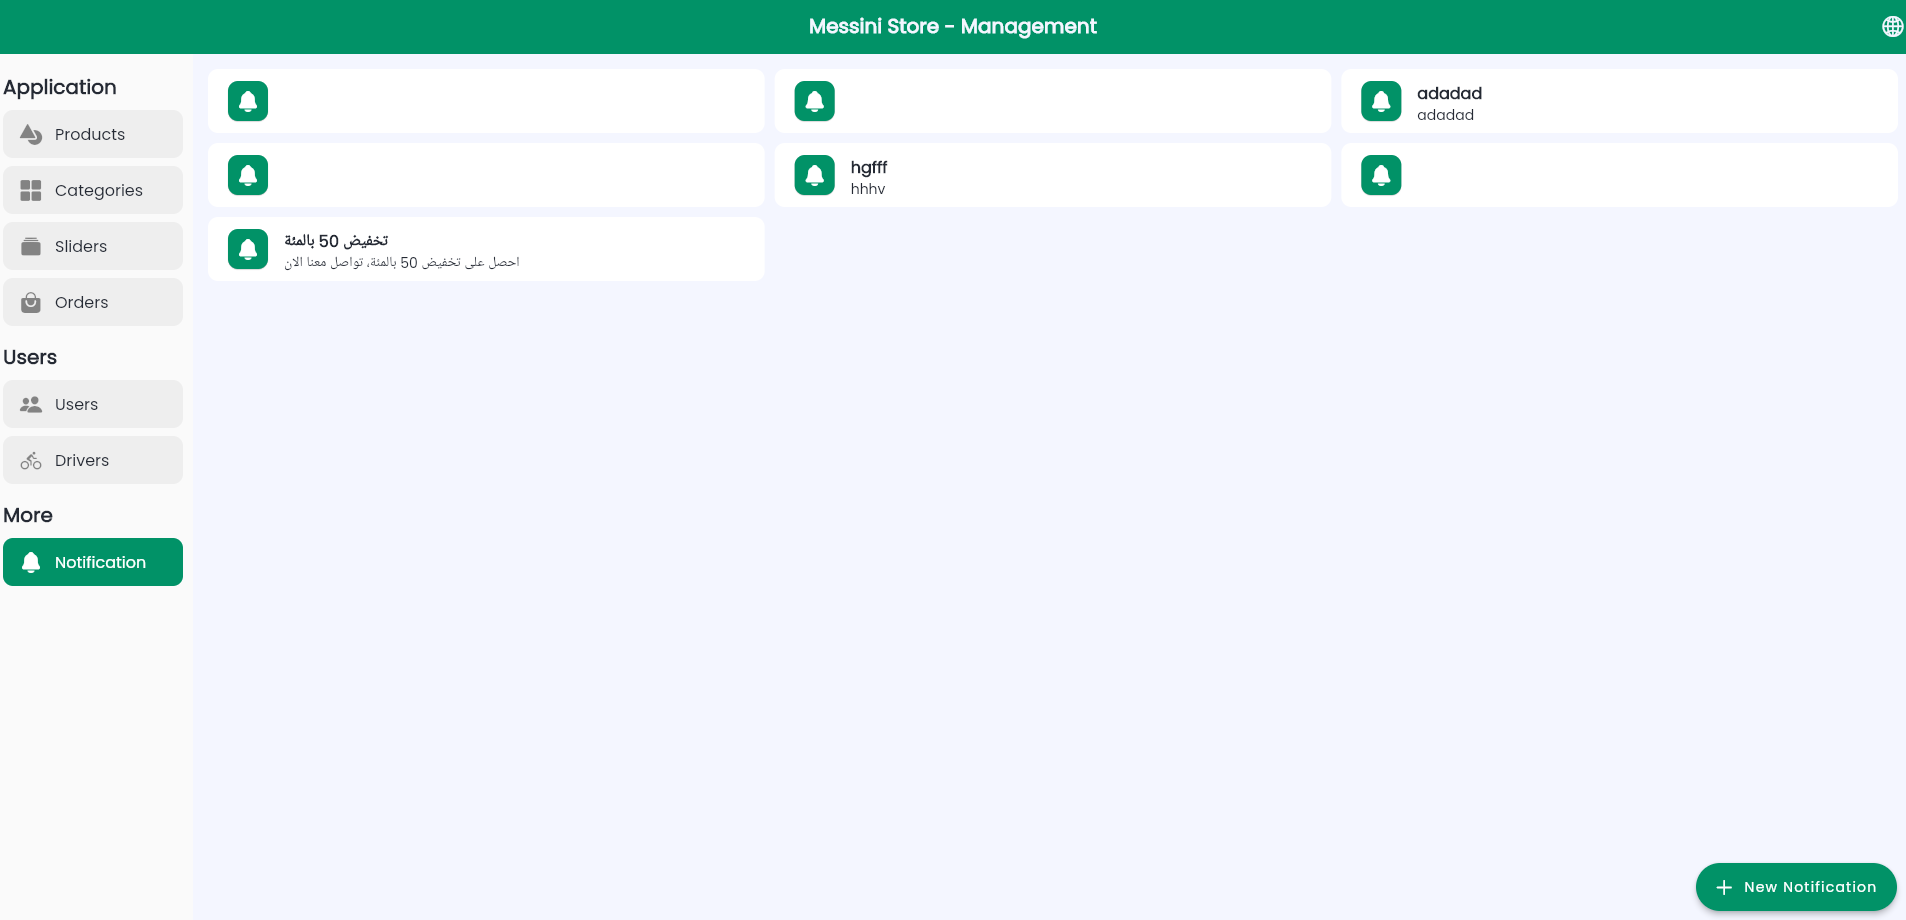 Messini Store - Management
Application
Products
Categories
Sliders
Orders
Users
Users
Drivers
More
Notification
adadad
adadad
hgfff
hhhv
تخفيض 50 بالمئة
احصل على تخفيض 50 بالمئة، تواصل معنا الان
New Notification